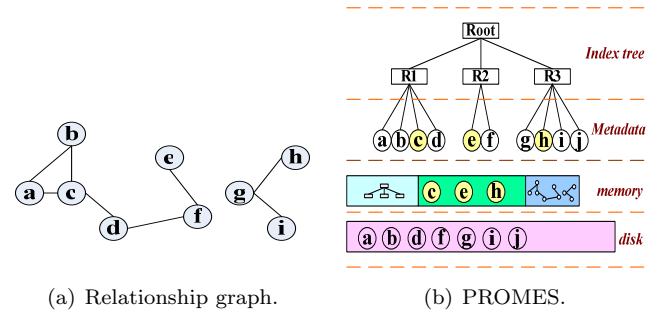 b
a
c
d
e
f
g
h
i
(a) Relationship graph.
Root
Index tree
R1
R2
R3
a b c d e f g h i j
Metadata
c e h
memory
a b d f g i j
disk
(b) PROMES.